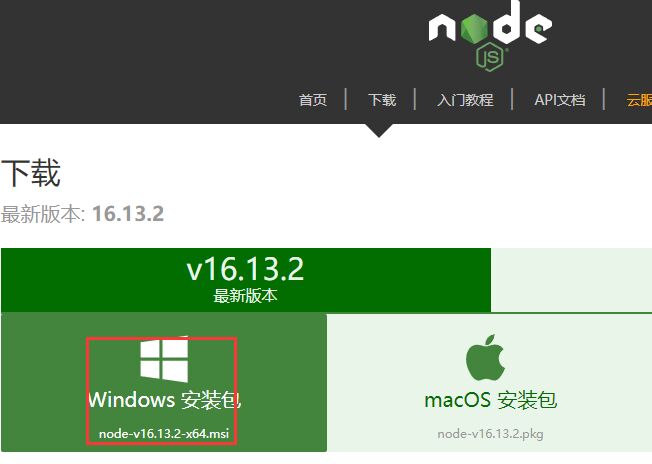 node
JS
首页 | 下载 | 入门教程 | API文档 | 云服
下载
最新版本: 16.13.2
v16.13.2
最新版本
Windows 安装包
node-v16.13.2-x64.msi
macOS 安装包
node-v16.13.2.pkg